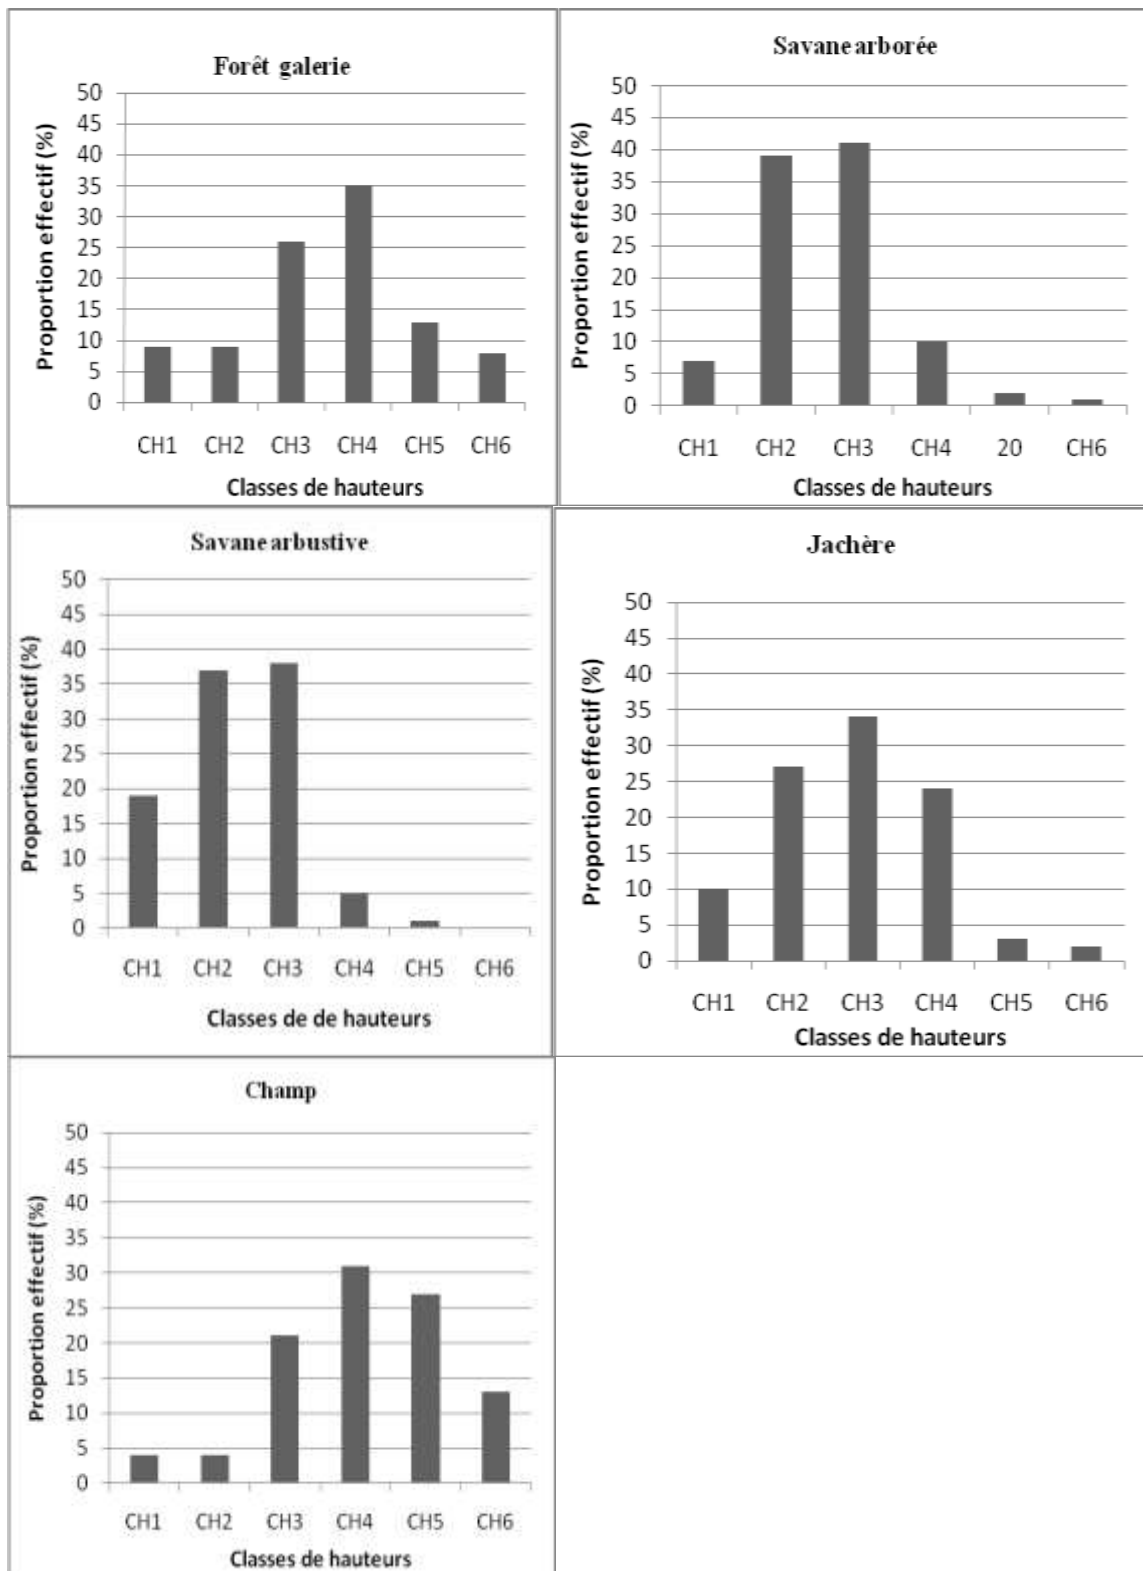 Forêt galerie
Proportion effectif (%)
50
45
40
35
30
25
20
15
10
5
0
CH1 CH2 CH3 CH4 CH5 CH6
Classes de hauteurs
Savane arborée
Proportion effectif (%)
50
45
40
35
30
25
20
15
10
5
0
CH1 CH2 CH3 CH4 20 CH6
Classes de hauteurs
Savane arbustive
Proportion effectif (%)
50
45
40
35
30
25
20
15
10
5
0
CH1 CH2 CH3 CH4 CH5 CH6
Classes de de hauteurs
Jachère
Proportion effectif (%)
50
45
40
35
30
25
20
15
10
5
0
CH1 CH2 CH3 CH4 CH5 CH6
Classes de hauteurs
Champ
Proportion effectif (%)
50
45
40
35
30
25
20
15
10
5
0
CH1 CH2 CH3 CH4 CH5 CH6
Classes de hauteurs